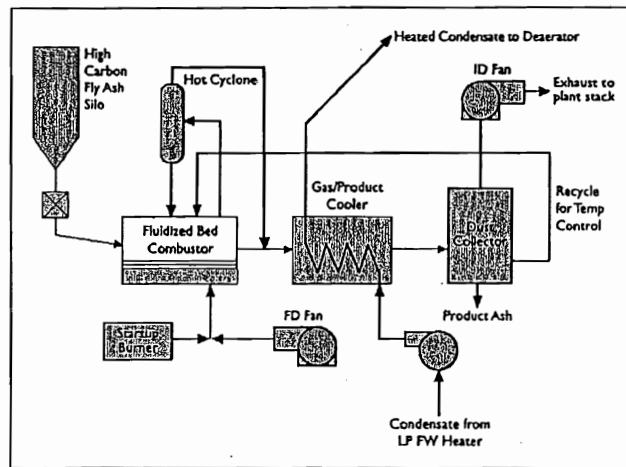 High
Carbon
Fly Ash
Silo
Hot Cyclone
Heated Condensate to Deaerator
ID Fan
Exhaust to
plant stack
Gas/Product
Cooler
Recycle
for Temp
Control
Fluidized Bed
Combustor
Dust
Collector
Product Ash
Startup
Burner
FD Fan
Condensate from
LP FW Heater